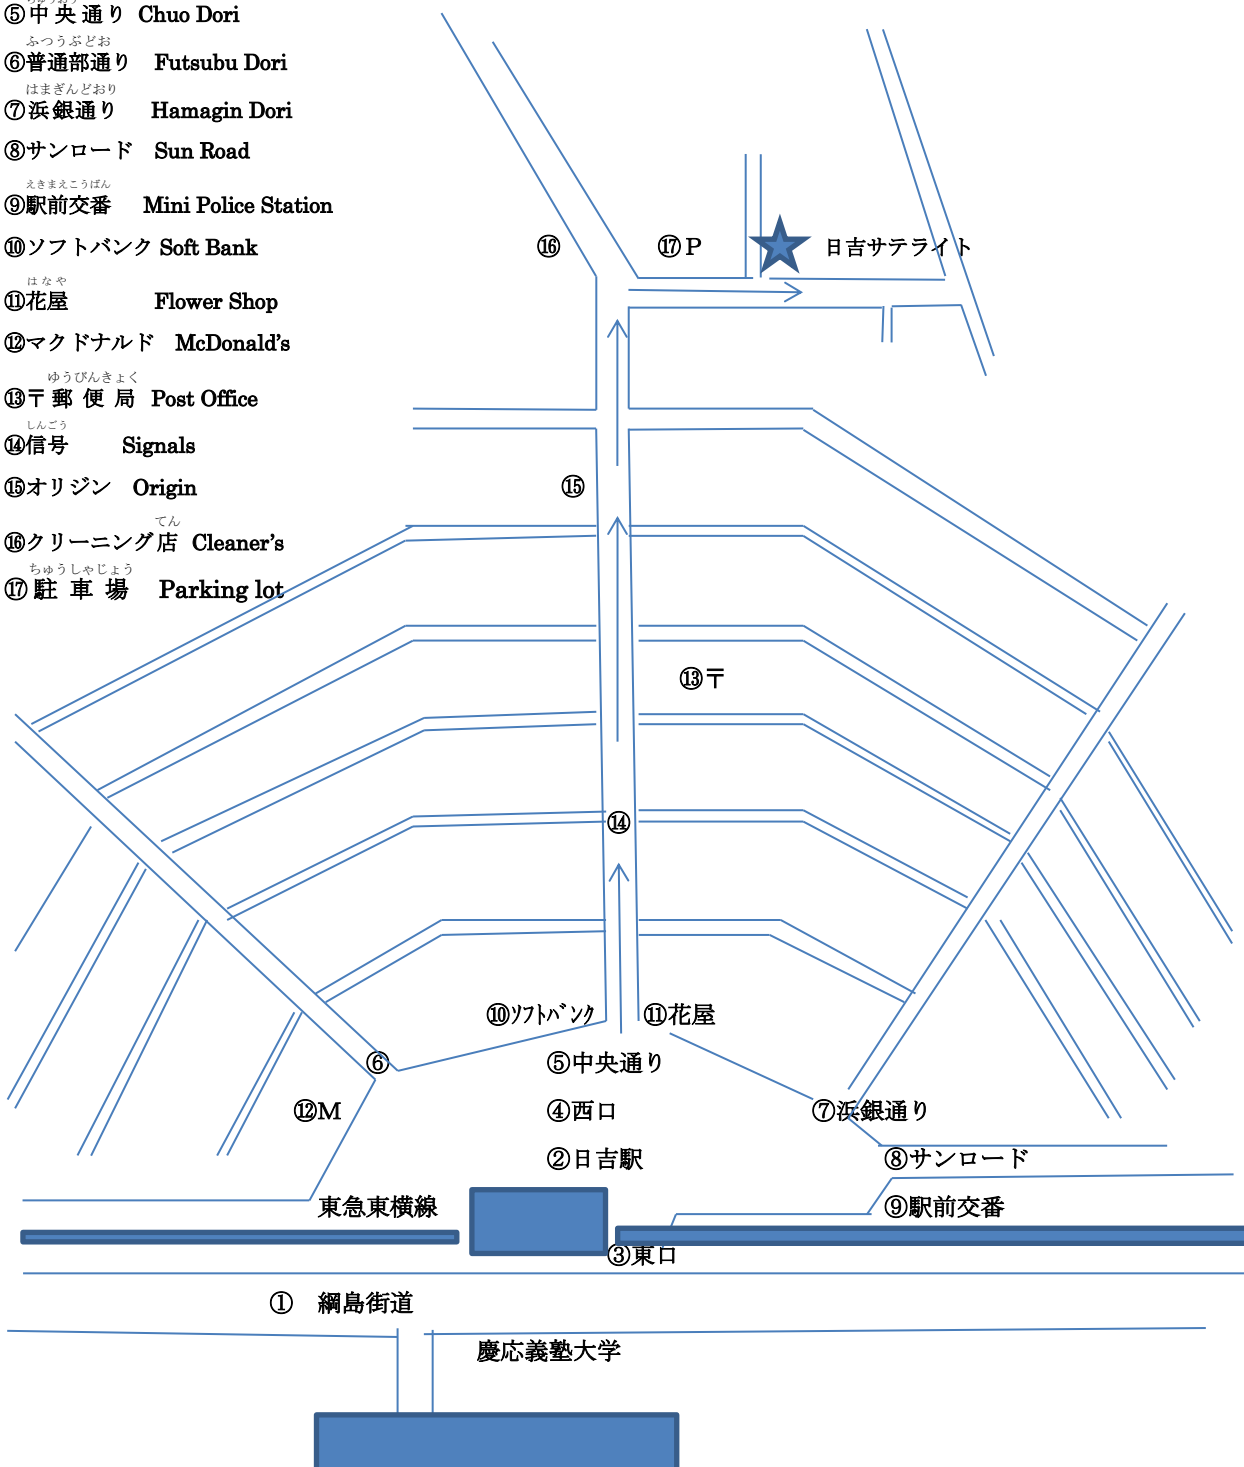 ちゅうおう
⑤中央通り Chuo Dori
ふつうぶどお
⑥普通部通り Futsubu Dori
はまぎんどおり
⑦浜銀通り Hamagin Dori
⑧サンロード Sun Road
えきまえこうばん
⑨駅前交番 Mini Police Station
⑩ソフトバンク Soft Bank
はなや
⑪花屋 Flower Shop
⑫マクドナルド McDonald's
ゆうびんきょく
⑬〒郵便局 Post Office
しんごう
⑭信号 Signals
⑮オリジン Origin
てん
⑯クリーニング店 Cleaner's
ちゅうしゃじょう
⑰駐車場 Parking lot
⑯
⑰P
日吉サテライト
⑮
⑬〒
⑭
⑩ソフトバンク
⑪花屋
⑥
⑤中央通り
⑫M
④西口
⑦浜銀通り
②日吉駅
⑧サンロード
東急東横線
⑨駅前交番
③東口
① 綱島街道
慶応義塾大学